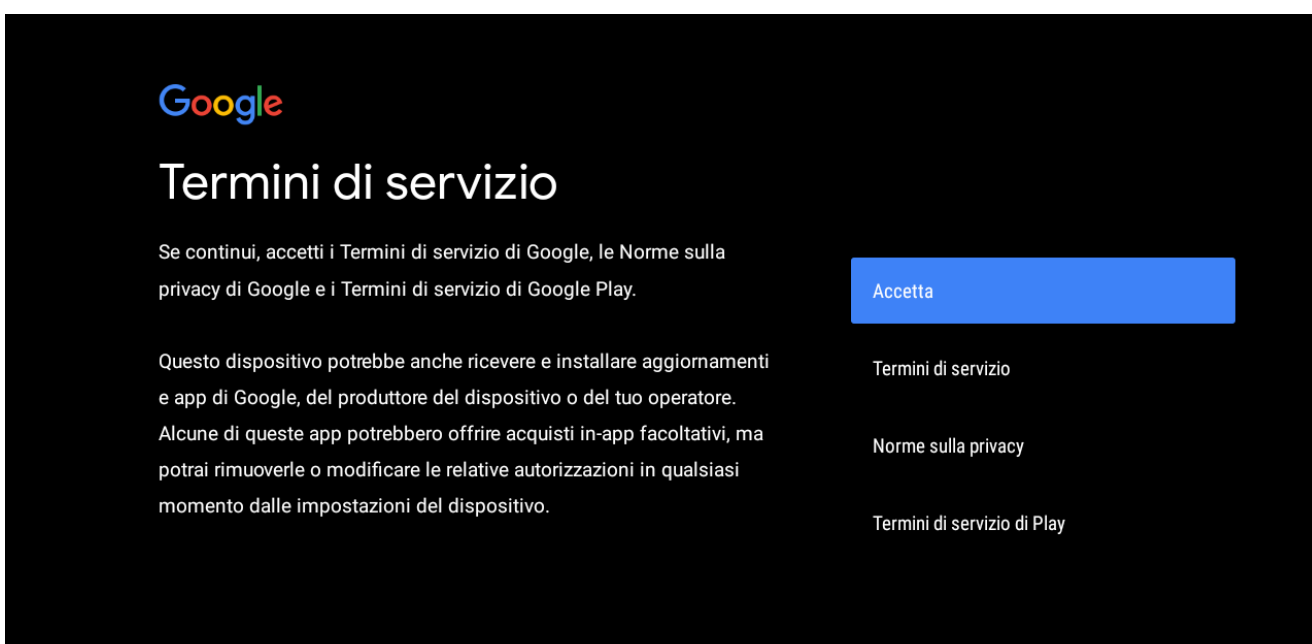 Google
Termini di servizio
Se continui, accetti i Termini di servizio di Google, le Norme sulla
privacy di Google e i Termini di servizio di Google Play.
Questo dispositivo potrebbe anche ricevere e installare aggiornamenti
e app di Google, del produttore del dispositivo o del tuo operatore.
Alcune di queste app potrebbero offrire acquisti in-app facoltativi, ma
potrai rimuoverle o modificare le relative autorizzazioni in qualsiasi
momento dalle impostazioni del dispositivo.
Accetta
Termini di servizio
Norme sulla privacy
Termini di servizio di Play